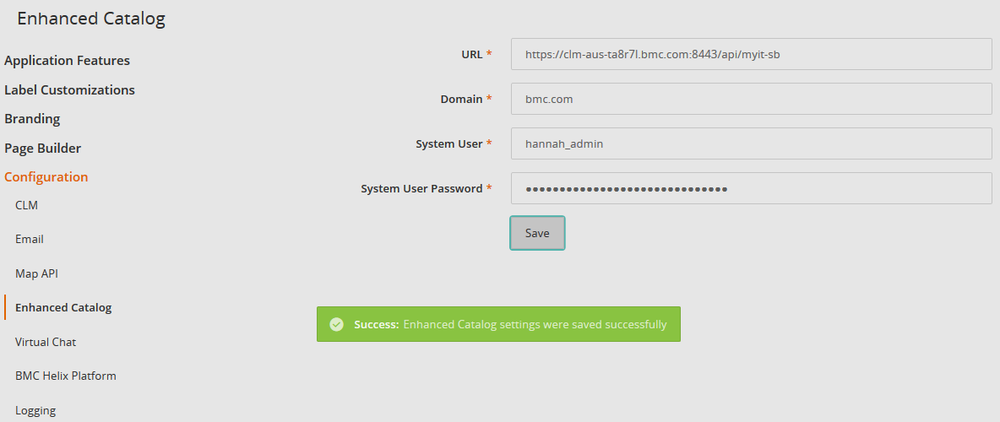 Enhanced Catalog
Application Features
Label Customizations
Branding
Page Builder
Configuration
CLM
Email
Map API
Enhanced Catalog
Virtual Chat
BMC Helix Platform
Logging
URL * https://clm-aus-ta8r7l.bmc.com:8443/api/myit-sb
Domain * bmc.com
System User * hannah_admin
System User Password * ••••••••••••••••••••••••••••••
Save
Success: Enhanced Catalog settings were saved successfully